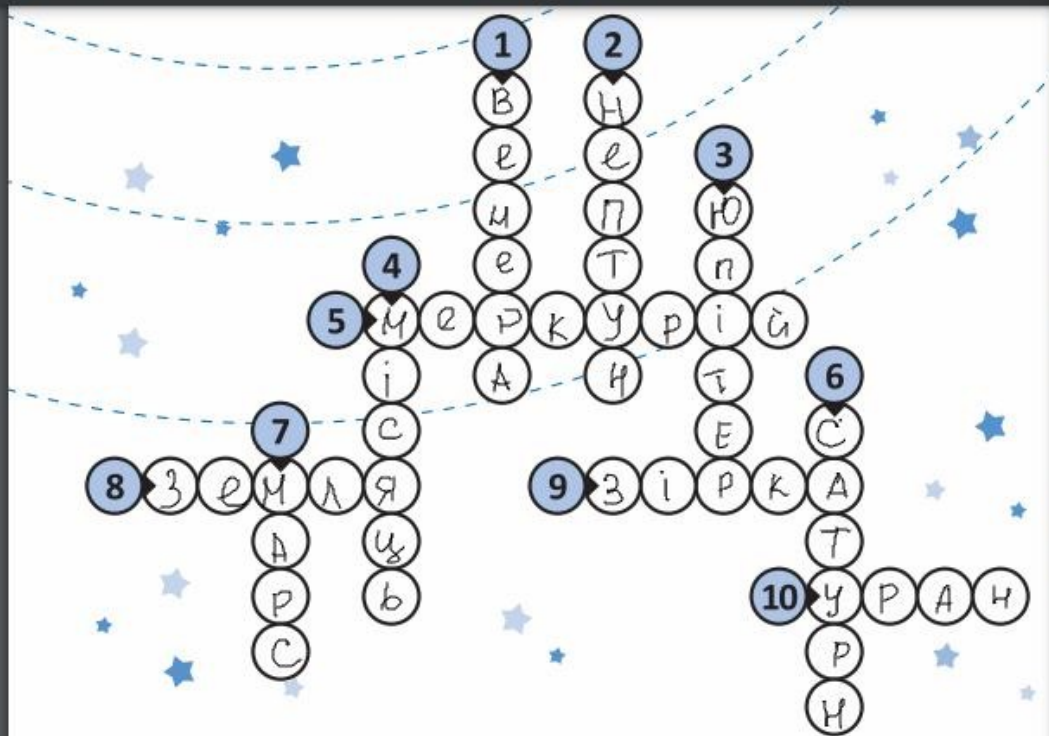 1 ВенерА
2 НеПТУН
3 ЮпіТЕР
4 Місяць
5 Меркурій
6 САТУРН
7 МАРС
8 Земля
9 ЗіРКА
10 УРАН